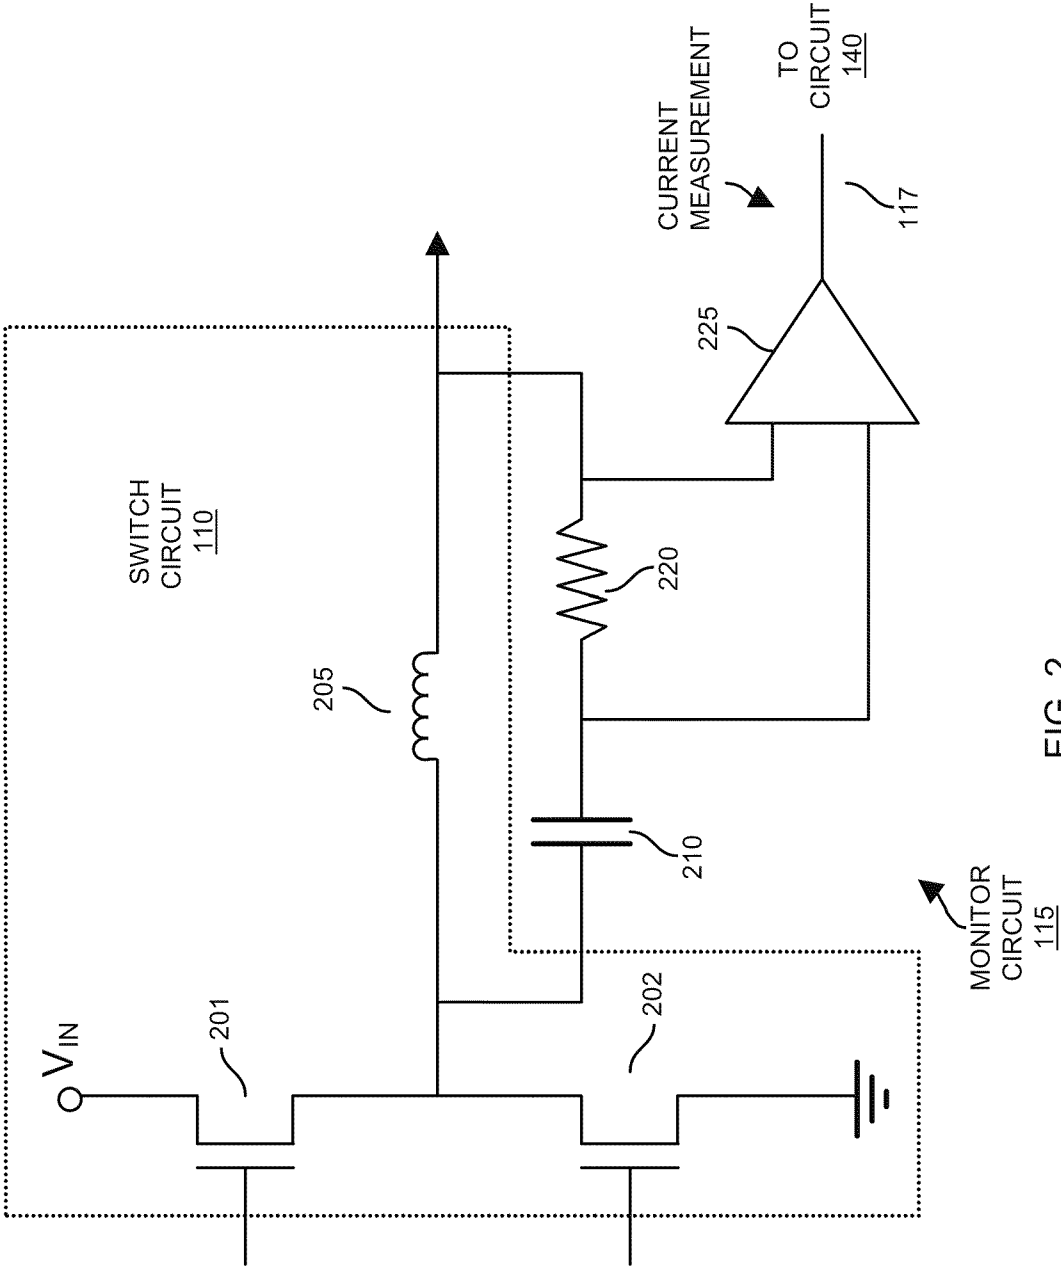 V_IN
201
202
205
SWITCH
CIRCUIT
110
210
220
225
CURRENT
MEASUREMENT
TO
CIRCUIT
140
117
MONITOR
CIRCUIT
115
FIG. 2